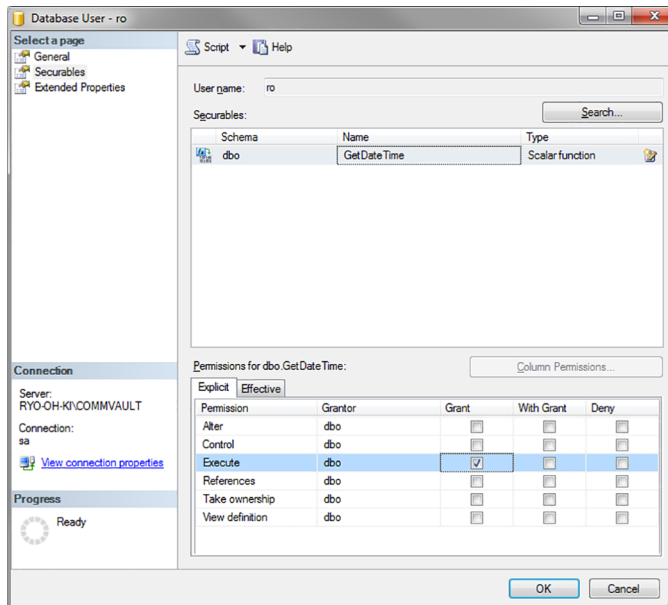 Database User - ro
Select a page
General
Securables
Extended Properties
Script Help
User name: ro
Securables: Search...
Schema Name Type
dbo GetDateTime Scalar function
Connection
Server:
RYO-OH-KI\COMMVAULT
Connection:
sa
View connection properties
Progress
Ready
Permissions for dbo.GetDateTime: Column Permissions...
Explicit Effective
Permission Grantor Grant With Grant Deny
Alter dbo
Control dbo
Execute dbo
References dbo
Take ownership dbo
View definition dbo
OK Cancel